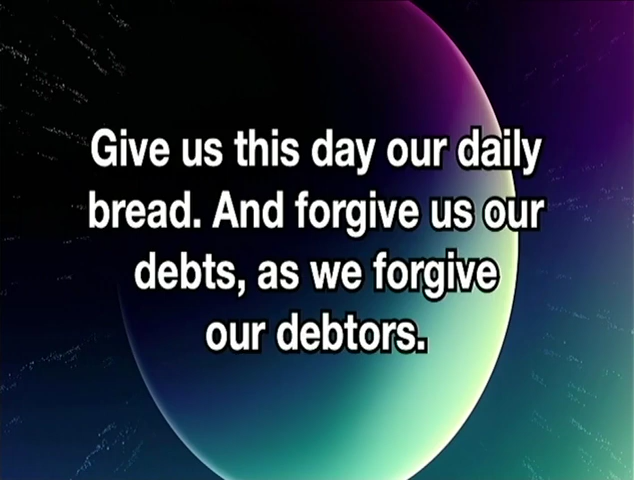 Give us this day our daily
bread. And forgive us our
debts, as we forgive
our debtors.